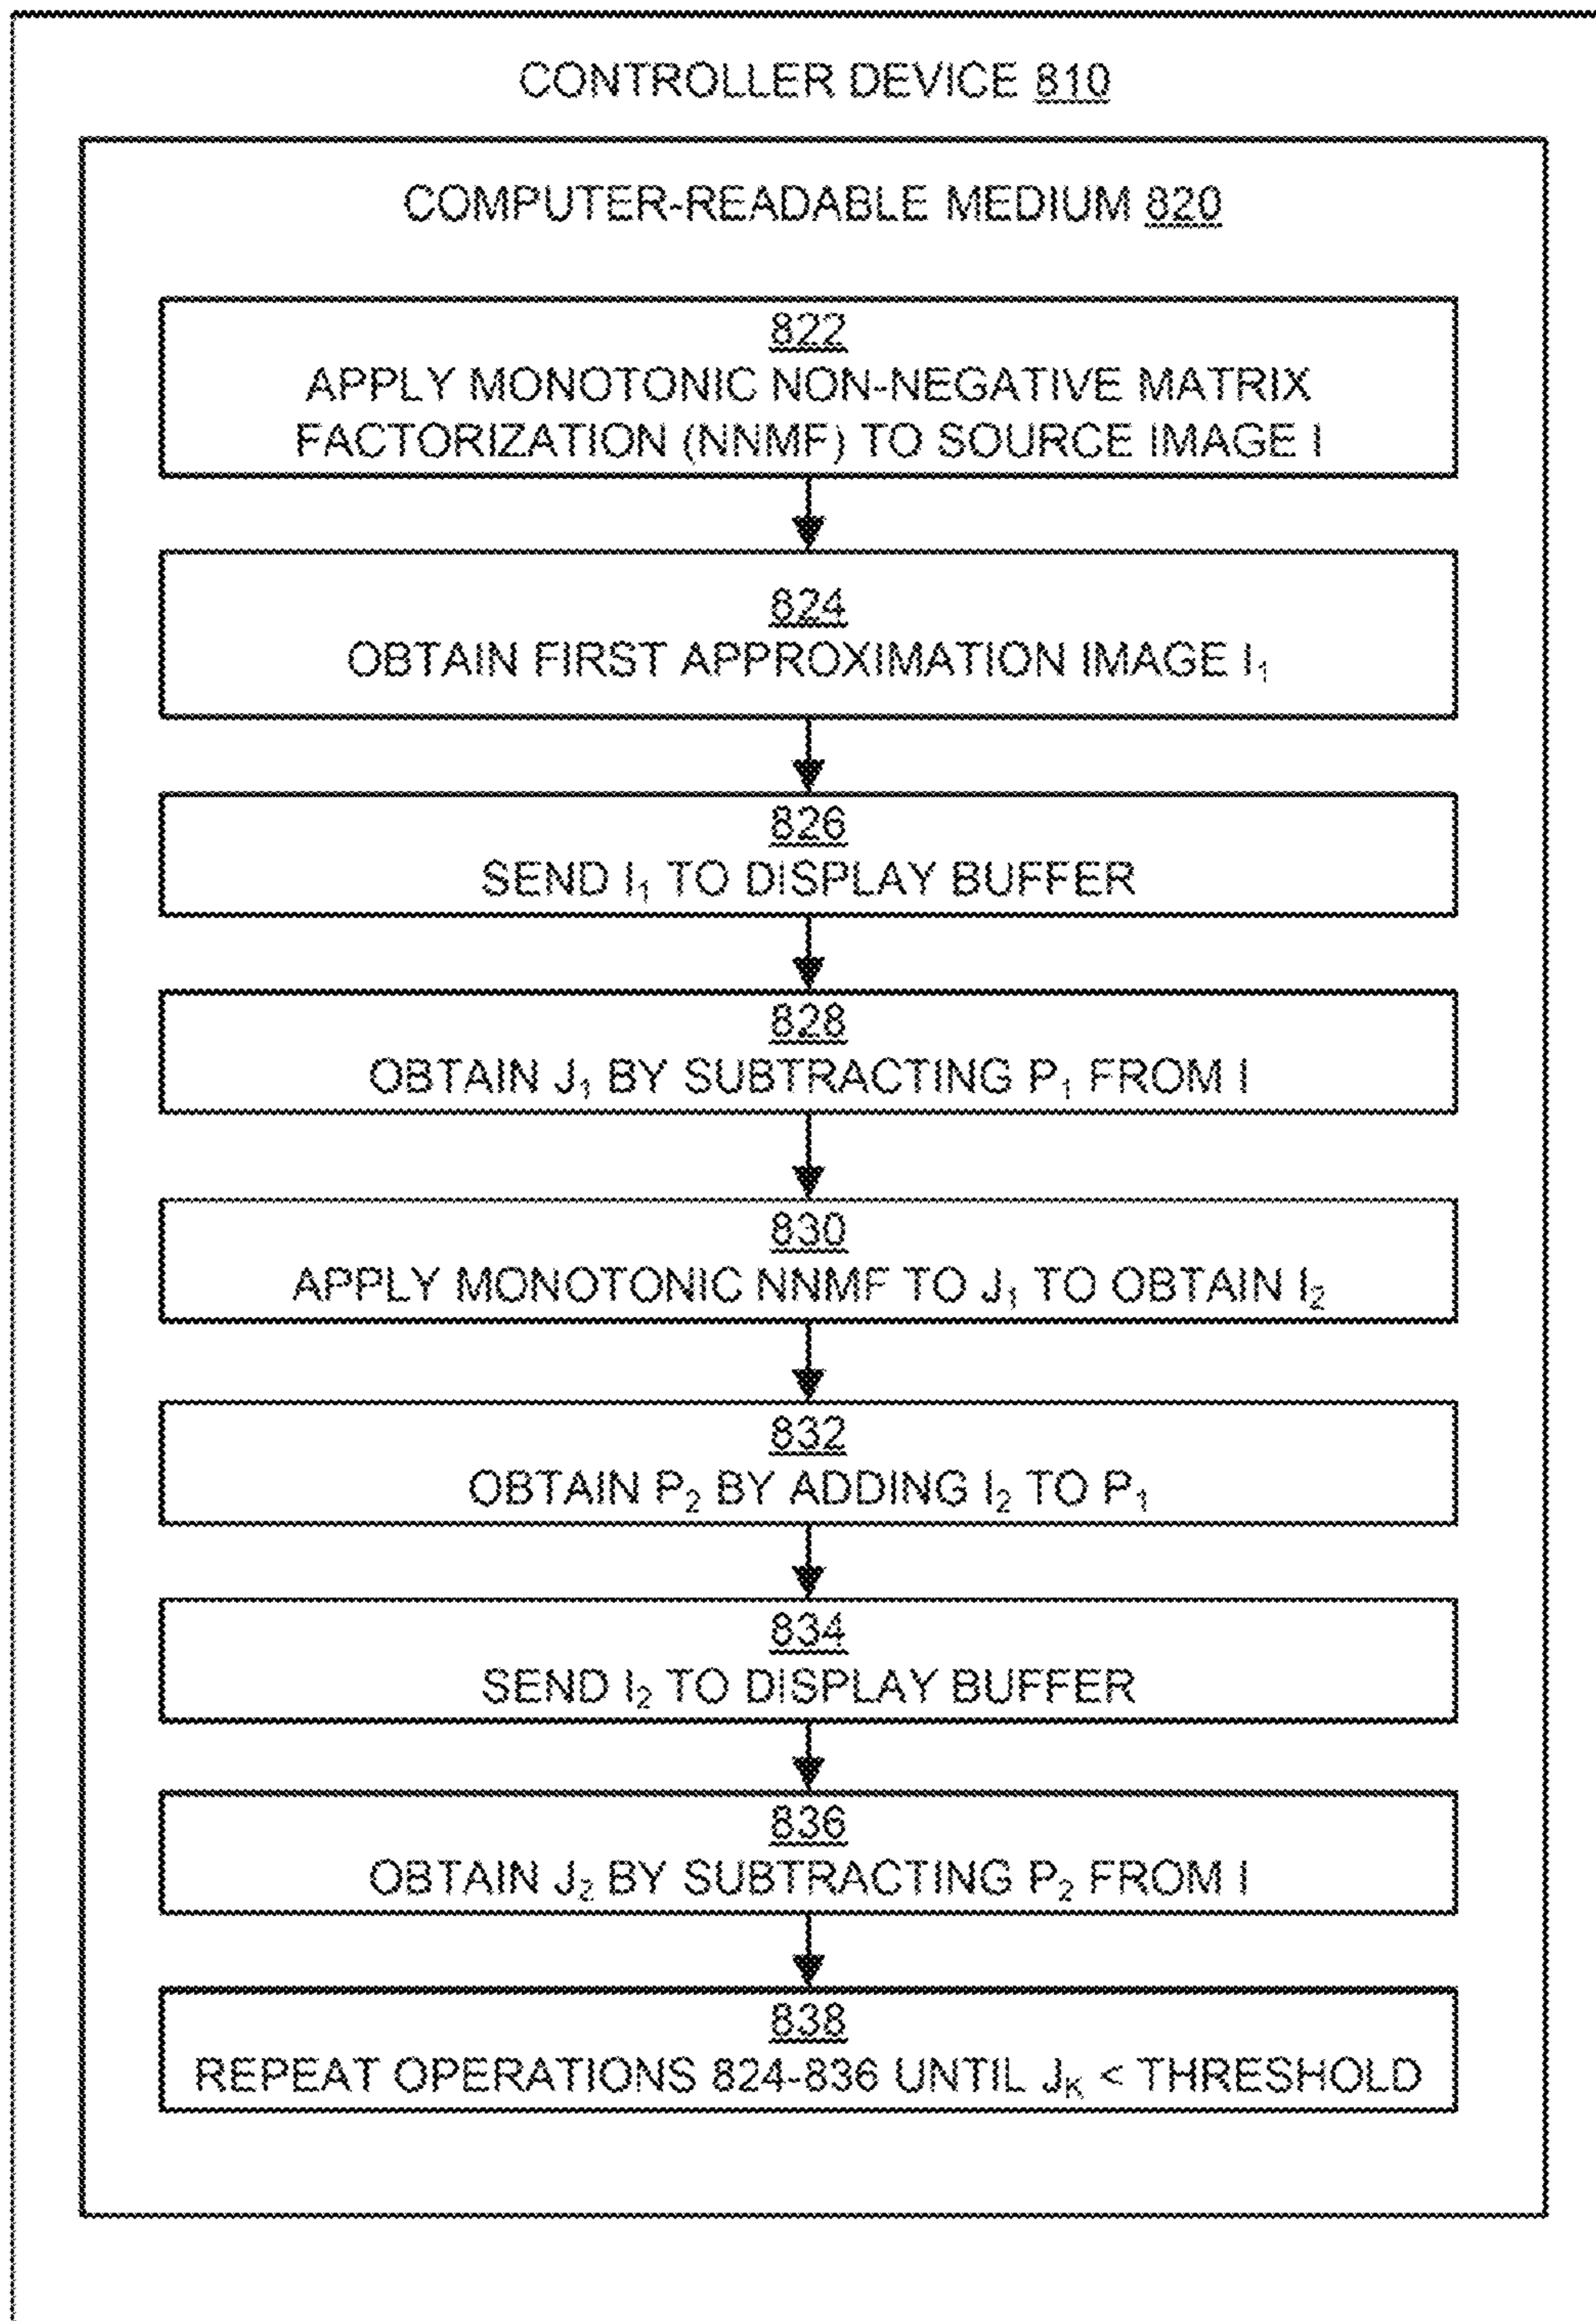 CONTROLLER DEVICE 810
COMPUTER-READABLE MEDIUM 820
822
APPLY MONOTONIC NON-NEGATIVE MATRIX
FACTORIZATION (NNMF) TO SOURCE IMAGE I
824
OBTAIN FIRST APPROXIMATION IMAGE I₁
826
SEND I₁ TO DISPLAY BUFFER
828
OBTAIN J₁ BY SUBTRACTING P₁ FROM I
830
APPLY MONOTONIC NNMF TO J₁ TO OBTAIN I₂
832
OBTAIN P₂ BY ADDING I₂ TO P₁
834
SEND I₂ TO DISPLAY BUFFER
836
OBTAIN J₂ BY SUBTRACTING P₂ FROM I
838
REPEAT OPERATIONS 824-836 UNTIL J_K < THRESHOLD